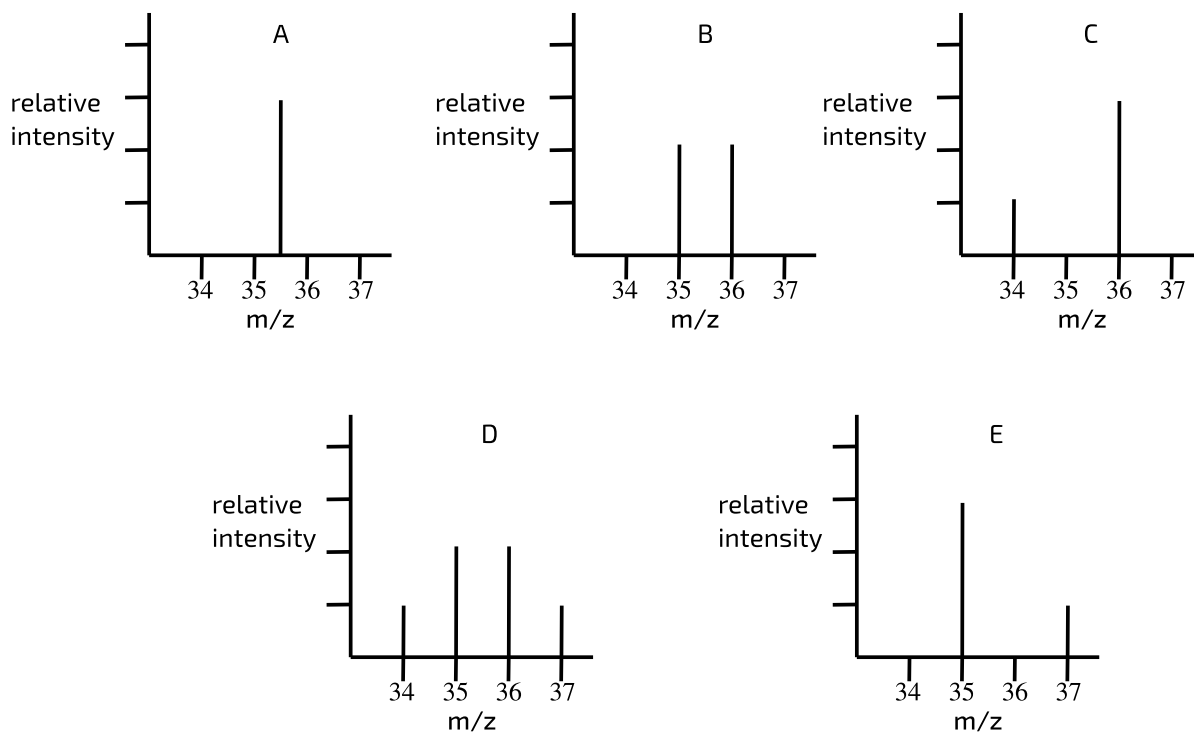 A
relative
intensity
34 35 36 37
m/z
B
relative
intensity
34 35 36 37
m/z
C
relative
intensity
34 35 36 37
m/z
D
relative
intensity
34 35 36 37
m/z
E
relative
intensity
34 35 36 37
m/z